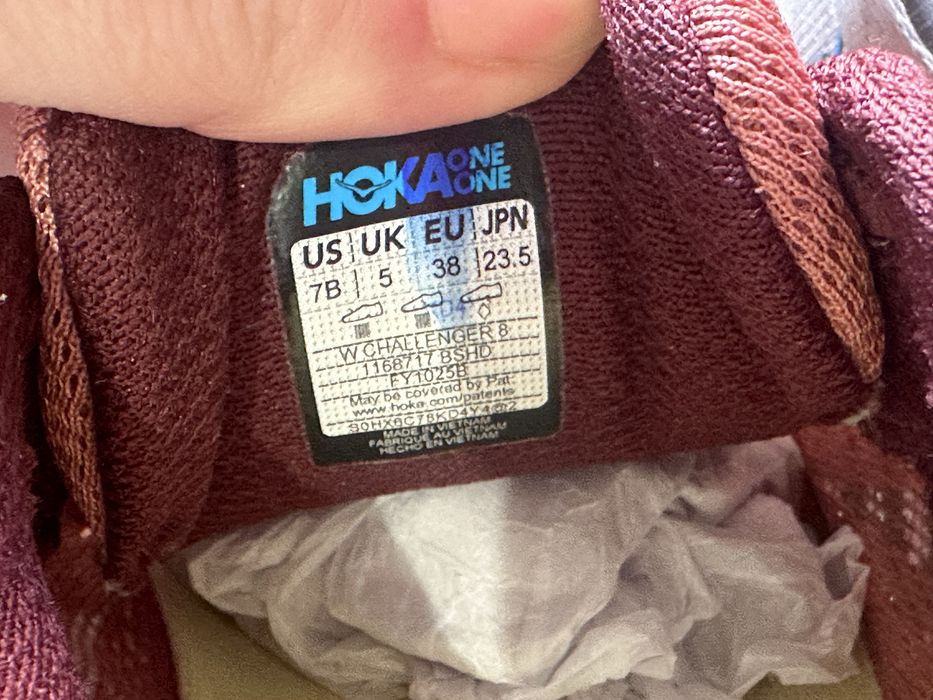 HOKA ONE ONE
US UK EU JPN
7B 5 38 23.5
W CHALLENGER 8
1168717 BSHD
FY1025B
May be covered by Pat.
www.hoka.com/patents
MADE IN VIETNAM
FABRIQUÉ AU VIETNAM
HECHO EN VIETNAM